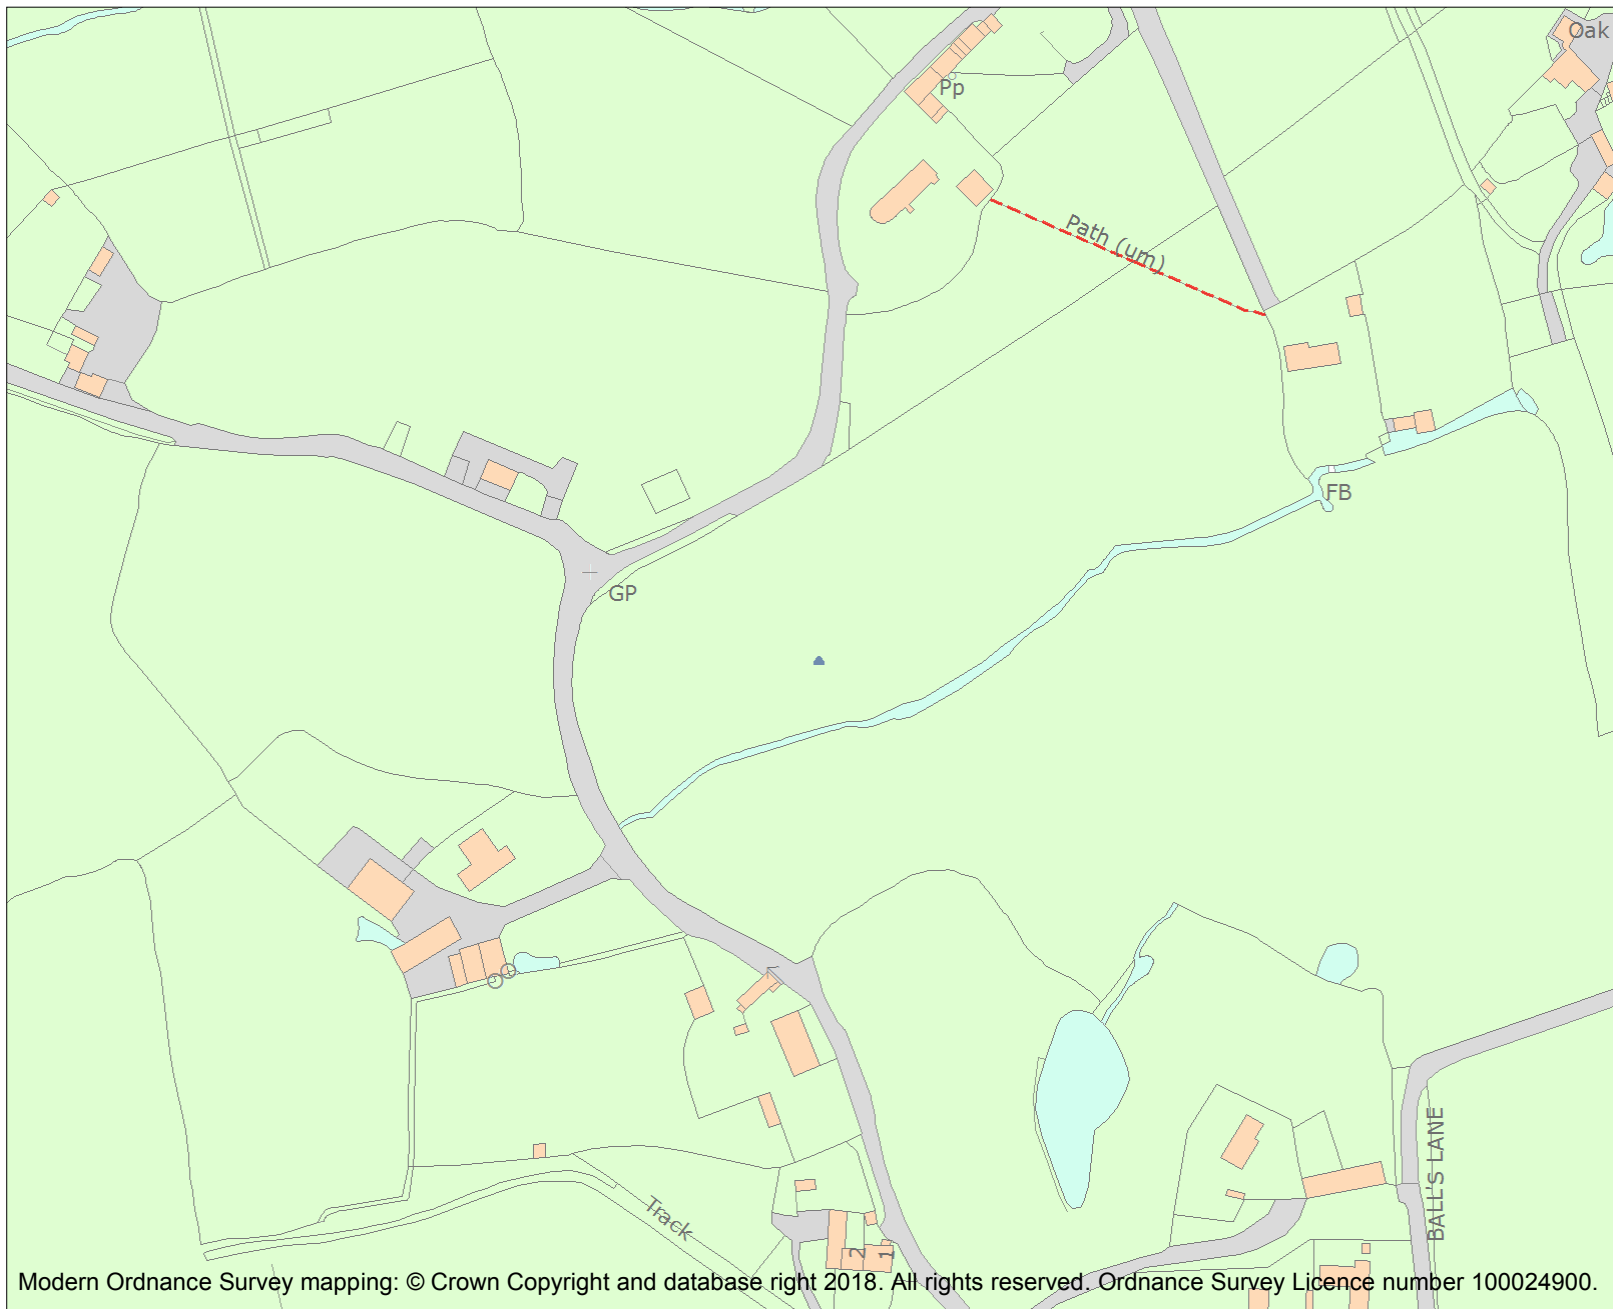 Oak
Pp
Path (um)
FB
GP
BALL'S LANE
Track
2
1
Modern Ordnance Survey mapping: © Crown Copyright and database right 2018. All rights reserved. Ordnance Survey Licence number 100024900.